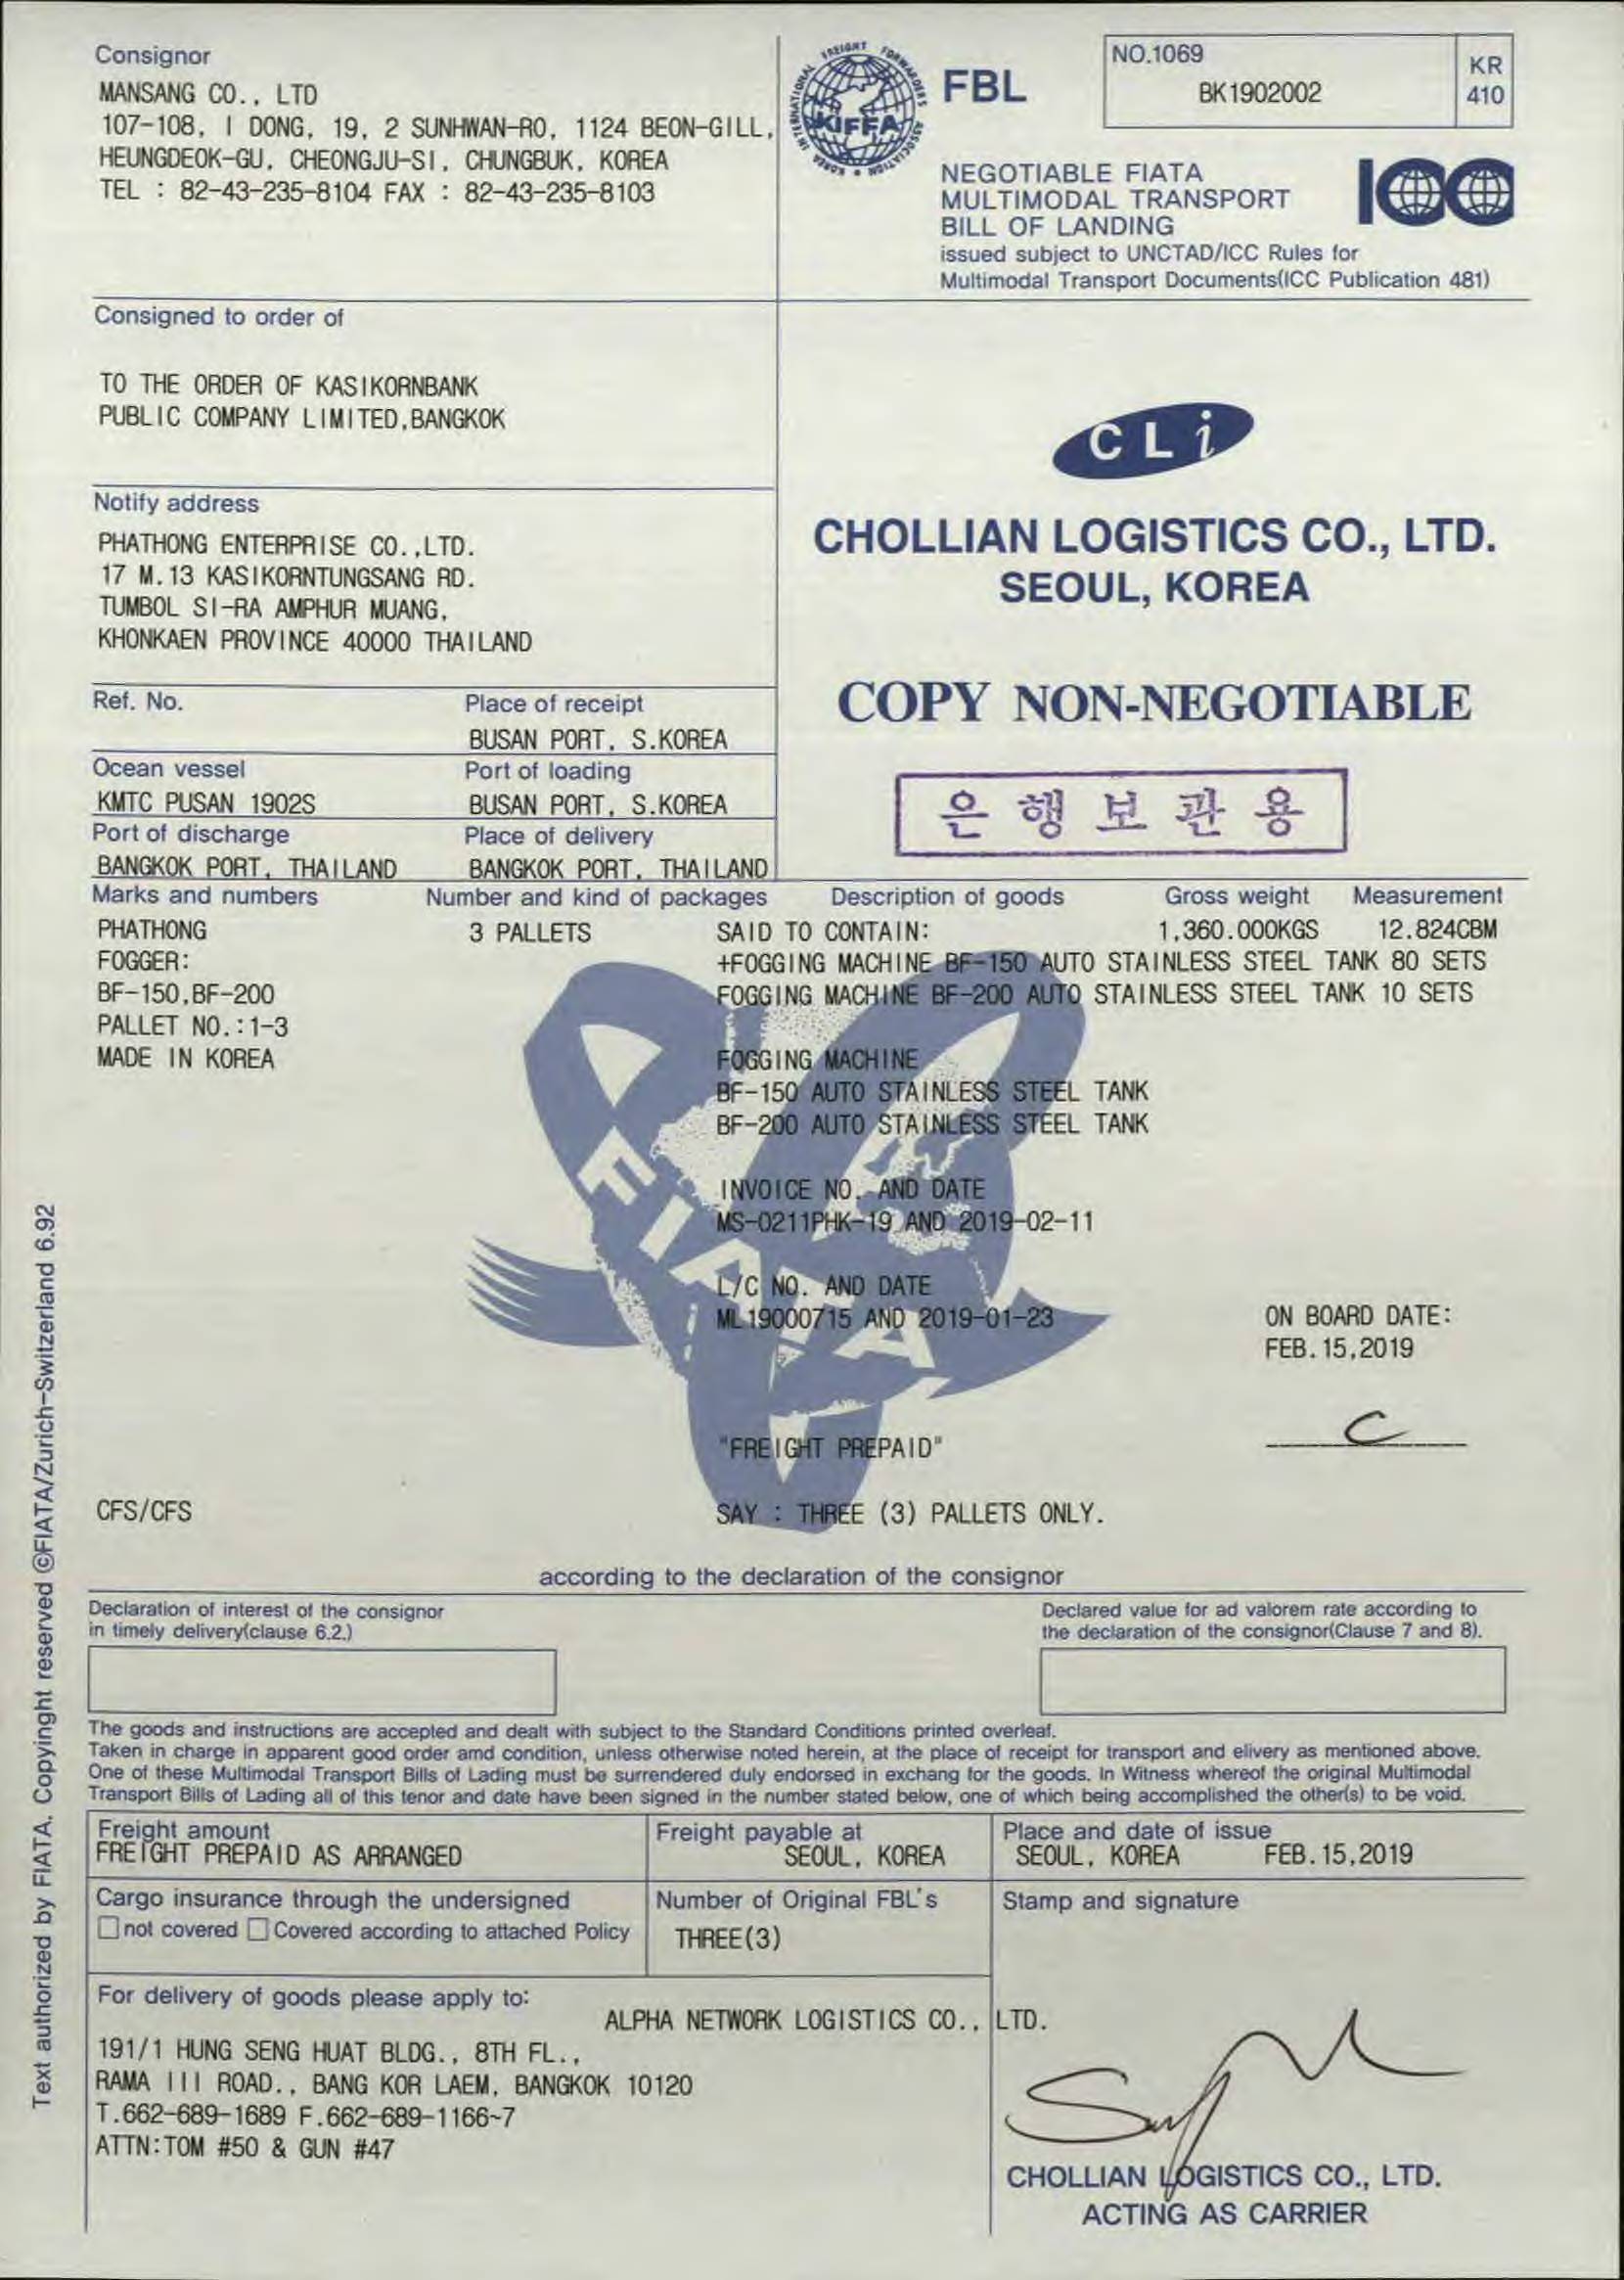 Consignor
MANSANG CO., LTD
107-108, I DONG, 19, 2 SUNHWAN-RO, 1124 BEON-GILL,
HEUNGDEOK-GU, CHEONGJU-SI, CHUNGBUK, KOREA
TEL : 82-43-235-8104 FAX : 82-43-235-8103
KOREA INTERNATIONAL FREIGHT FORWARDERS ASSOCIATION
KIFFA
FBL
NO.1069
BK1902002
KR
410
NEGOTIABLE FIATA
MULTIMODAL TRANSPORT
BILL OF LANDING
issued subject to UNCTAD/ICC Rules for
Multimodal Transport Documents(ICC Publication 481)
ICC
Consigned to order of
TO THE ORDER OF KASIKORNBANK
PUBLIC COMPANY LIMITED,BANGKOK
CLi
CHOLLIAN LOGISTICS CO., LTD.
SEOUL, KOREA
Notify address
PHATHONG ENTERPRISE CO.,LTD.
17 M.13 KASIKORNTUNGSANG RD.
TUMBOL SI-RA AMPHUR MUANG,
KHONKAEN PROVINCE 40000 THAILAND
COPY NON-NEGOTIABLE
은행보관용
Ref. No.
Place of receipt
BUSAN PORT, S.KOREA
Ocean vessel
Port of loading
KMTC PUSAN 1902S
BUSAN PORT, S.KOREA
Port of discharge
Place of delivery
BANGKOK PORT, THAILAND
BANGKOK PORT, THAILAND
Marks and numbers
Number and kind of packages
Description of goods
Gross weight
Measurement
PHATHONG
3 PALLETS
SAID TO CONTAIN:
1,360.000KGS
12.824CBM
FOGGER:
+FOGGING MACHINE BF-150 AUTO STAINLESS STEEL TANK 80 SETS
BF-150,BF-200
FOGGING MACHINE BF-200 AUTO STAINLESS STEEL TANK 10 SETS
PALLET NO.:1-3
MADE IN KOREA
FOGGING MACHINE
BF-150 AUTO STAINLESS STEEL TANK
BF-200 AUTO STAINLESS STEEL TANK
FIATA
INVOICE NO. AND DATE
MS-0211PHK-19 AND 2019-02-11
L/C NO. AND DATE
ML19000715 AND 2019-01-23
ON BOARD DATE:
FEB.15,2019
"FREIGHT PREPAID"
CFS/CFS
SAY : THREE (3) PALLETS ONLY.
according to the declaration of the consignor
Declaration of interest of the consignor
in timely delivery(clause 6.2.)
Declared value for ad valorem rate according to
the declaration of the consignor(Clause 7 and 8).
The goods and instructions are accepted and dealt with subject to the Standard Conditions printed overleaf.
Taken in charge in apparent good order amd condition, unless otherwise noted herein, at the place of receipt for transport and elivery as mentioned above.
One of these Multimodal Transport Bills of Lading must be surrendered duly endorsed in exchang for the goods. In Witness whereof the original Multimodal
Transport Bills of Lading all of this tenor and date have been signed in the number stated below, one of which being accomplished the other(s) to be void.
Freight amount
FREIGHT PREPAID AS ARRANGED
Freight payable at
SEOUL, KOREA
Place and date of issue
SEOUL, KOREA FEB.15,2019
Cargo insurance through the undersigned
not covered Covered according to attached Policy
Number of Original FBL's
THREE(3)
Stamp and signature
For delivery of goods please apply to:
ALPHA NETWORK LOGISTICS CO., LTD.
191/1 HUNG SENG HUAT BLDG., 8TH FL.,
RAMA III ROAD., BANG KOR LAEM, BANGKOK 10120
T.662-689-1689 F.662-689-1166~7
ATTN:TOM #50 & GUN #47
CHOLLIAN LOGISTICS CO., LTD.
ACTING AS CARRIER
Text authorized by FIATA. Copyinght reserved ©FIATA/Zurich-Switzerland 6.92